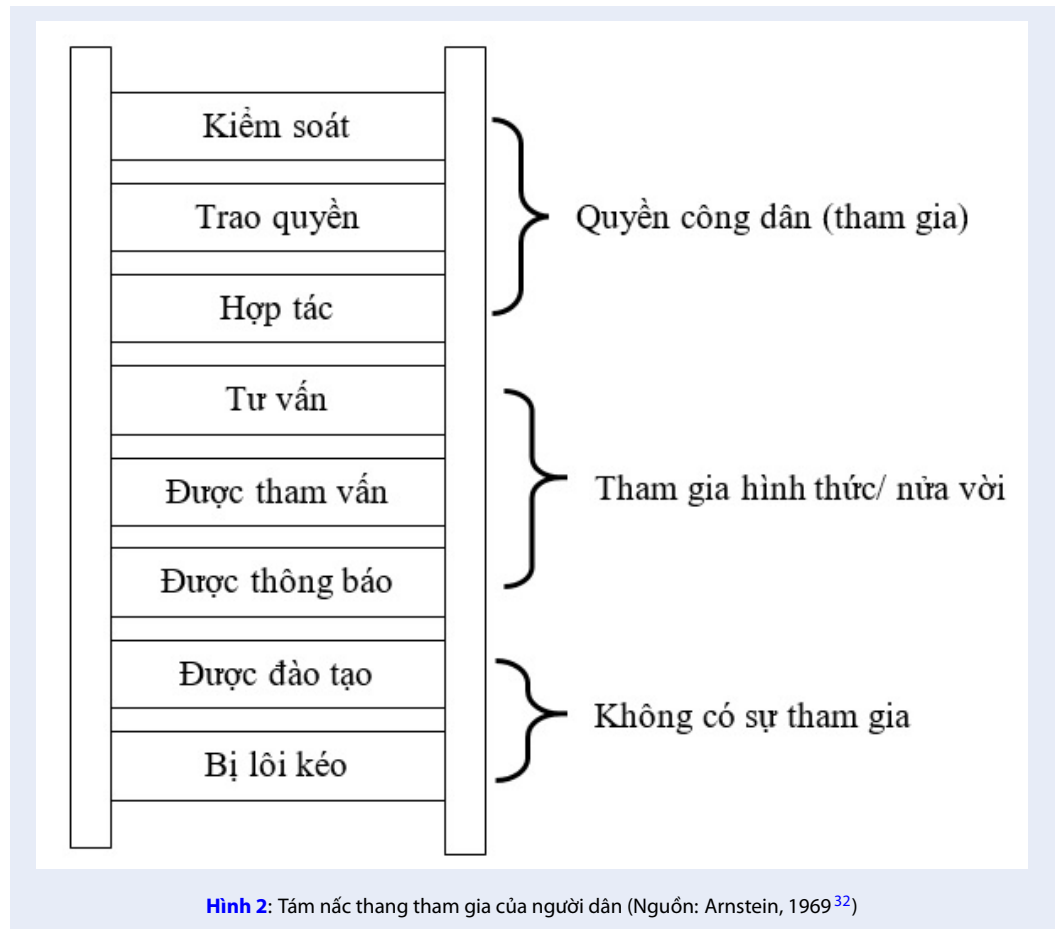 Kiểm soát
Trao quyền
Hợp tác
Quyền công dân (tham gia)
Tư vấn
Được tham vấn
Được thông báo
Tham gia hình thức/ nửa vời
Được đào tạo
Bị lôi kéo
Không có sự tham gia
Hình 2: Tám nấc thang tham gia của người dân (Nguồn: Arnstein, 1969 32)